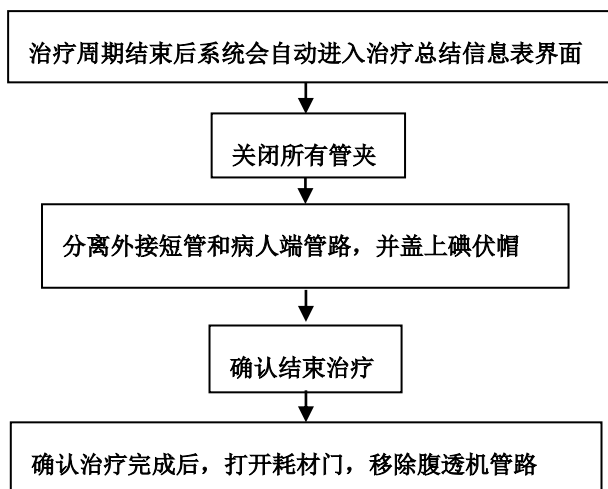 治疗周期结束后系统会自动进入治疗总结信息表界面
关闭所有管夹
分离外接短管和病人端管路，并盖上碘伏帽
确认结束治疗
确认治疗完成后，打开耗材门，移除腹透机管路